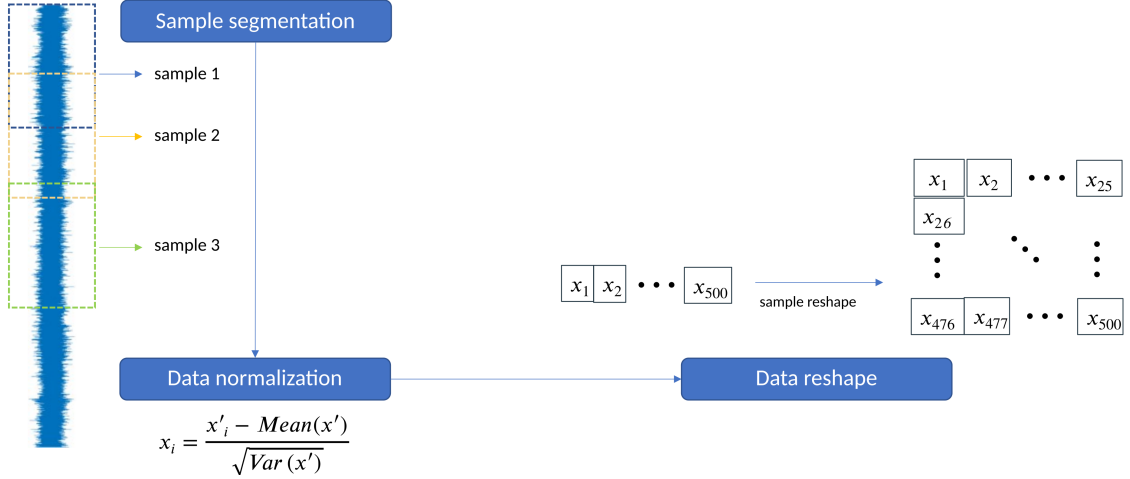 Sample segmentation
sample 1
sample 2
sample 3
x₁ x₂ ••• x₂₅
x₂₆
x₁ x₂ ••• x₅₀₀
sample reshape
x₄₇₆ x₄₇₇ ••• x₅₀₀
Data normalization
Data reshape
xᵢ = (x'ᵢ − Mean(x')) / √Var (x')